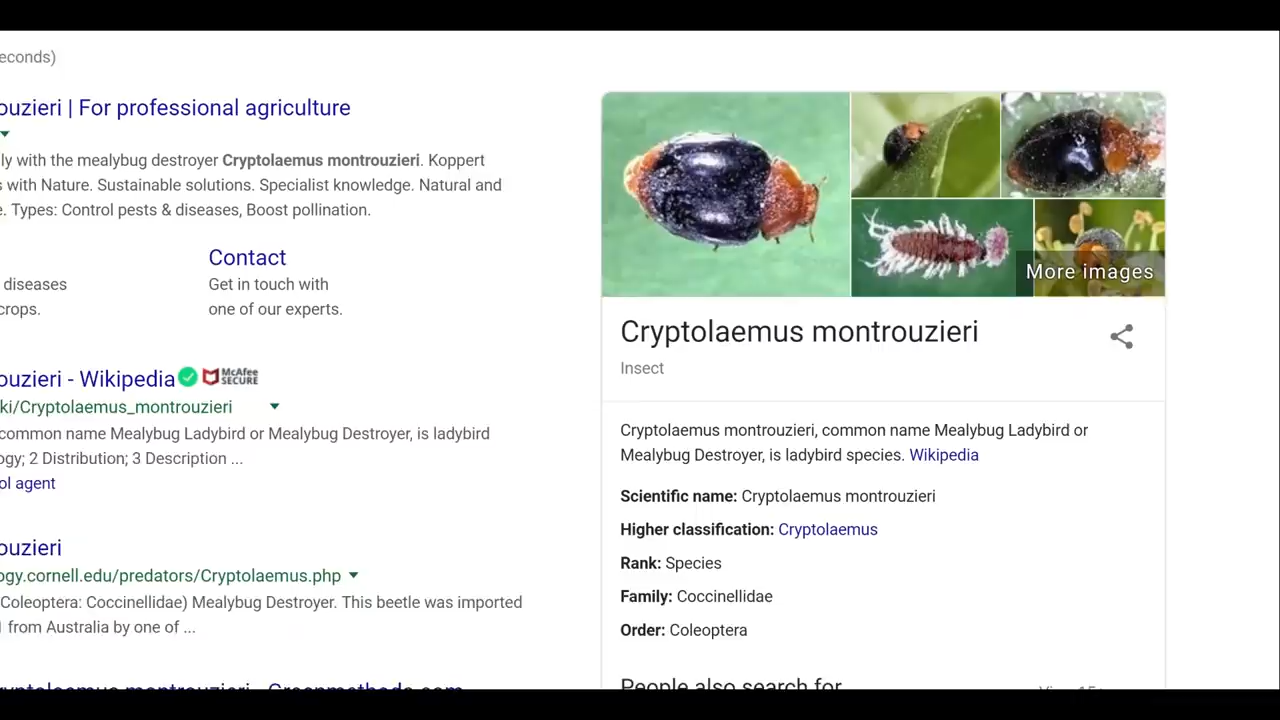 econds)
ouzieri | For professional agriculture
ly with the mealybug destroyer Cryptolaemus montrouzieri. Koppert
s with Nature. Sustainable solutions. Specialist knowledge. Natural and
e. Types: Control pests & diseases, Boost pollination.
Contact
diseases
Get in touch with
crops.
one of our experts.
ouzieri - Wikipedia
McAfee
SECURE
ki/Cryptolaemus_montrouzieri
common name Mealybug Ladybird or Mealybug Destroyer, is ladybird
ogy; 2 Distribution; 3 Description ...
ol agent
ouzieri
ogy.cornell.edu/predators/Cryptolaemus.php
Coleoptera: Coccinellidae) Mealybug Destroyer. This beetle was imported
from Australia by one of ...
More images
Cryptolaemus montrouzieri
Insect
Cryptolaemus montrouzieri, common name Mealybug Ladybird or
Mealybug Destroyer, is ladybird species. Wikipedia
Scientific name: Cryptolaemus montrouzieri
Higher classification: Cryptolaemus
Rank: Species
Family: Coccinellidae
Order: Coleoptera
People also search for